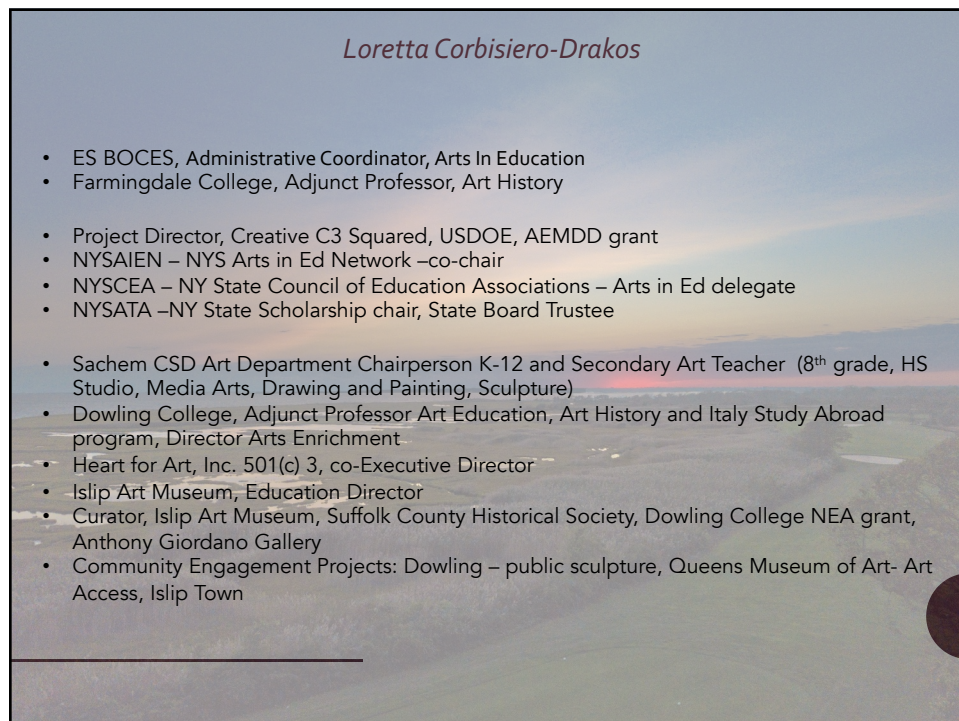 Loretta Corbisiero-Drakos
• ES BOCES, Administrative Coordinator, Arts In Education
• Farmingdale College, Adjunct Professor, Art History
• Project Director, Creative C3 Squared, USDOE, AEMDD grant
• NYSAIEN – NYS Arts in Ed Network –co-chair
• NYSCEA – NY State Council of Education Associations – Arts in Ed delegate
• NYSATA –NY State Scholarship chair, State Board Trustee
• Sachem CSD Art Department Chairperson K-12 and Secondary Art Teacher (8th grade, HS
Studio, Media Arts, Drawing and Painting, Sculpture)
• Dowling College, Adjunct Professor Art Education, Art History and Italy Study Abroad
program, Director Arts Enrichment
• Heart for Art, Inc. 501(c) 3, co-Executive Director
• Islip Art Museum, Education Director
• Curator, Islip Art Museum, Suffolk County Historical Society, Dowling College NEA grant,
Anthony Giordano Gallery
• Community Engagement Projects: Dowling – public sculpture, Queens Museum of Art- Art
Access, Islip Town